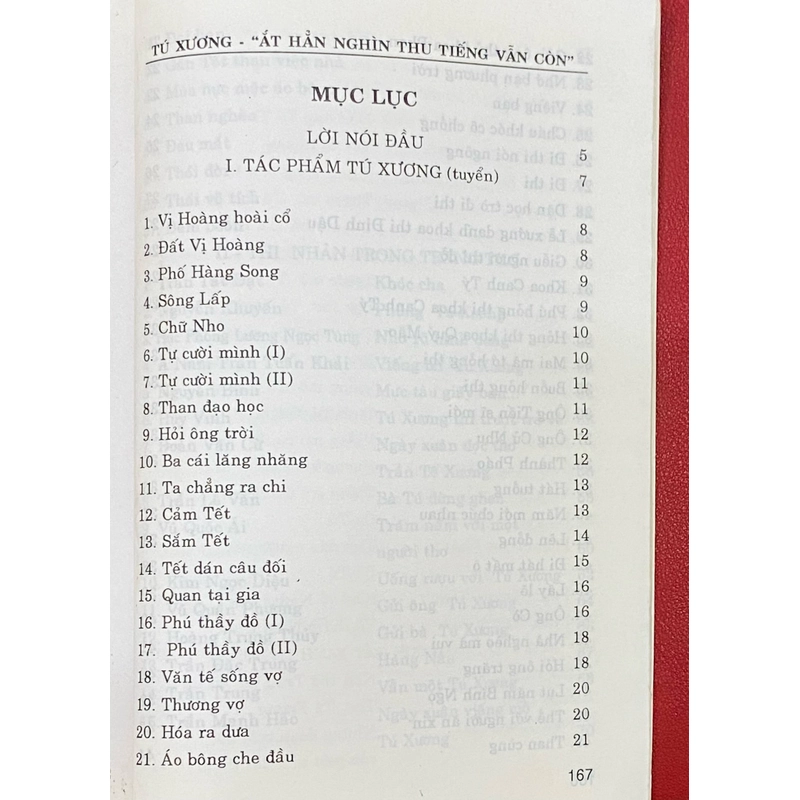 TÚ XƯƠNG - "ẮT HẲN NGHÌN THU TIẾNG VẪN CÒN"
MỤC LỤC
LỜI NÓI ĐẦU 5
I. TÁC PHẨM TÚ XƯƠNG (tuyển) 7
1. Vị Hoàng hoài cổ 8
2. Đất Vị Hoàng 8
3. Phố Hàng Song 9
4. Sông Lấp 9
5. Chữ Nho 10
6. Tự cười mình (I) 10
7. Tự cười mình (II) 11
8. Than đạo học 11
9. Hỏi ông trời 12
10. Ba cái lăng nhăng 12
11. Ta chẳng ra chi 13
12. Cảm Tết 13
13. Sắm Tết 14
14. Tết dán câu đối 15
15. Quan tại gia 16
16. Phú thầy đồ (I) 16
17. Phú thầy đồ (II) 18
18. Văn tế sống vợ 18
19. Thương vợ 20
20. Hóa ra dưa 20
21. Áo bông che đầu 21
167